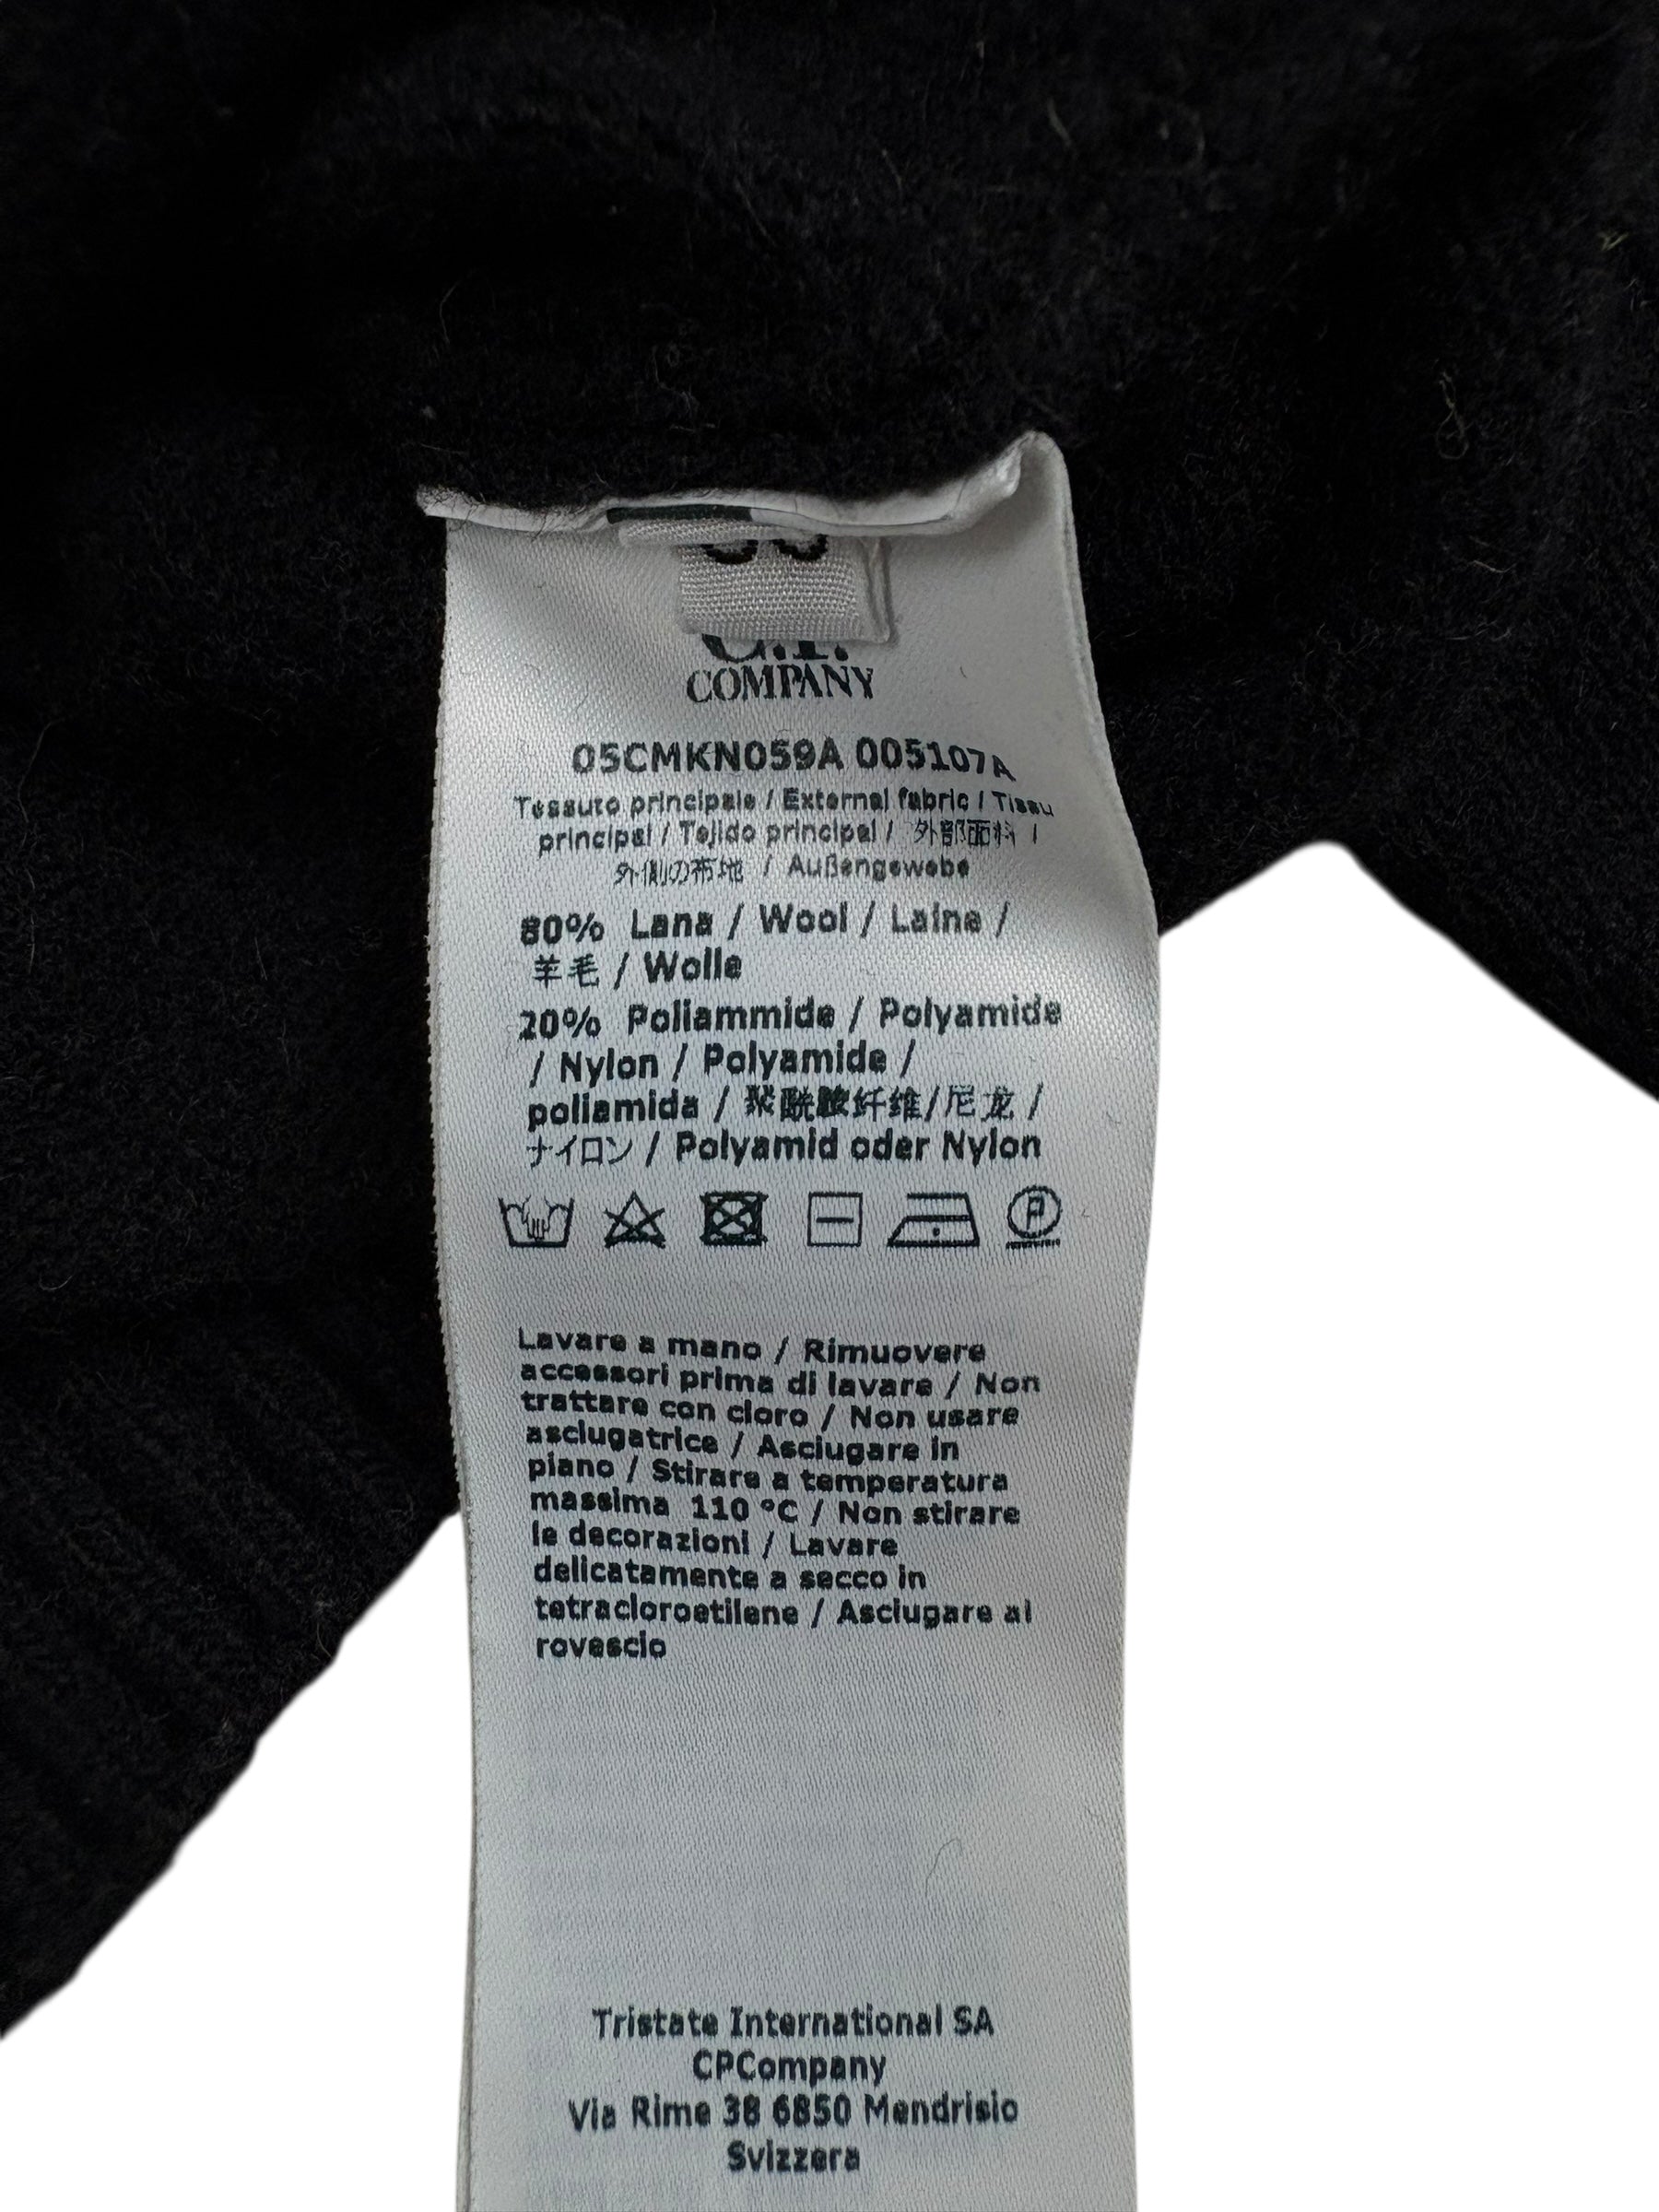 COMPANY
05CMKN059A 005107A
Tessuto principale / External fabric / Tissu
principal / Tejido principal / 外部面料 /
外側の布地 / Außengewebe
80% Lana / Wool / Laine /
羊毛 / Wolle
20% Poliammide / Polyamide
/ Nylon / Polyamide /
poliamida / 聚酰胺纤维/尼龙 /
ナイロン / Polyamid oder Nylon
P
Lavare a mano / Rimuovere
accessori prima di lavare / Non
trattare con cloro / Non usare
asciugatrice / Asciugare in
piano / Stirare a temperatura
massima 110 °C / Non stirare
le decorazioni / Lavare
delicatamente a secco in
tetracloroetilene / Asciugare al
rovescio
Tristate International SA
CPCompany
Via Rime 38 6850 Mendrisio
Svizzera